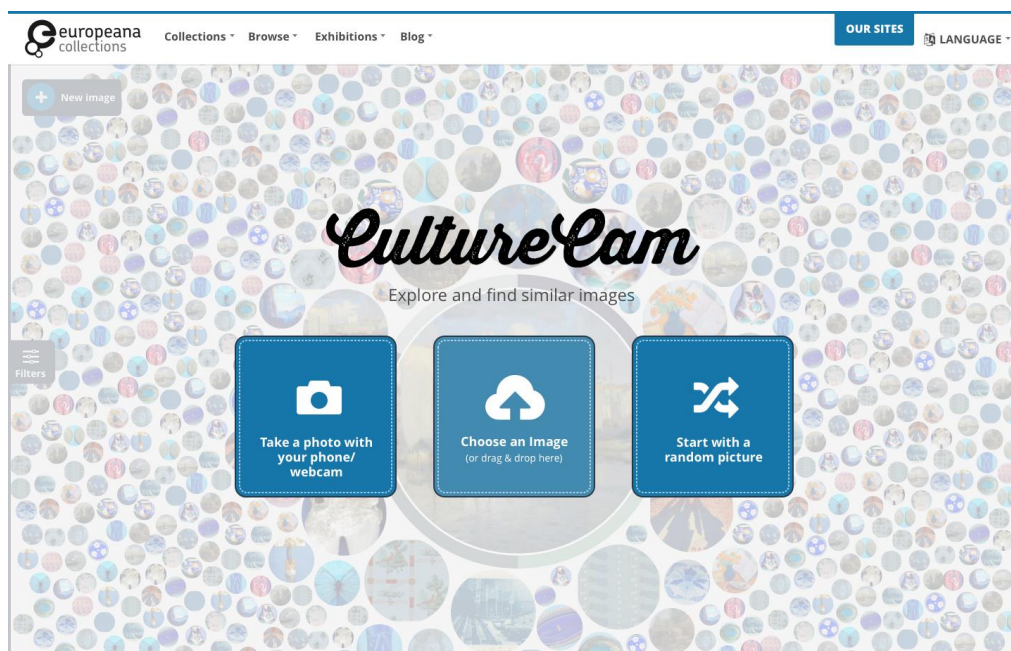 europeana
collections
Collections
Browse
Exhibitions
Blog
OUR SITES
LANGUAGE
New image
CultureCam
Explore and find similar images
Filters
Take a photo with
your phone/
webcam
Choose an Image
(or drag & drop here)
Start with a
random picture